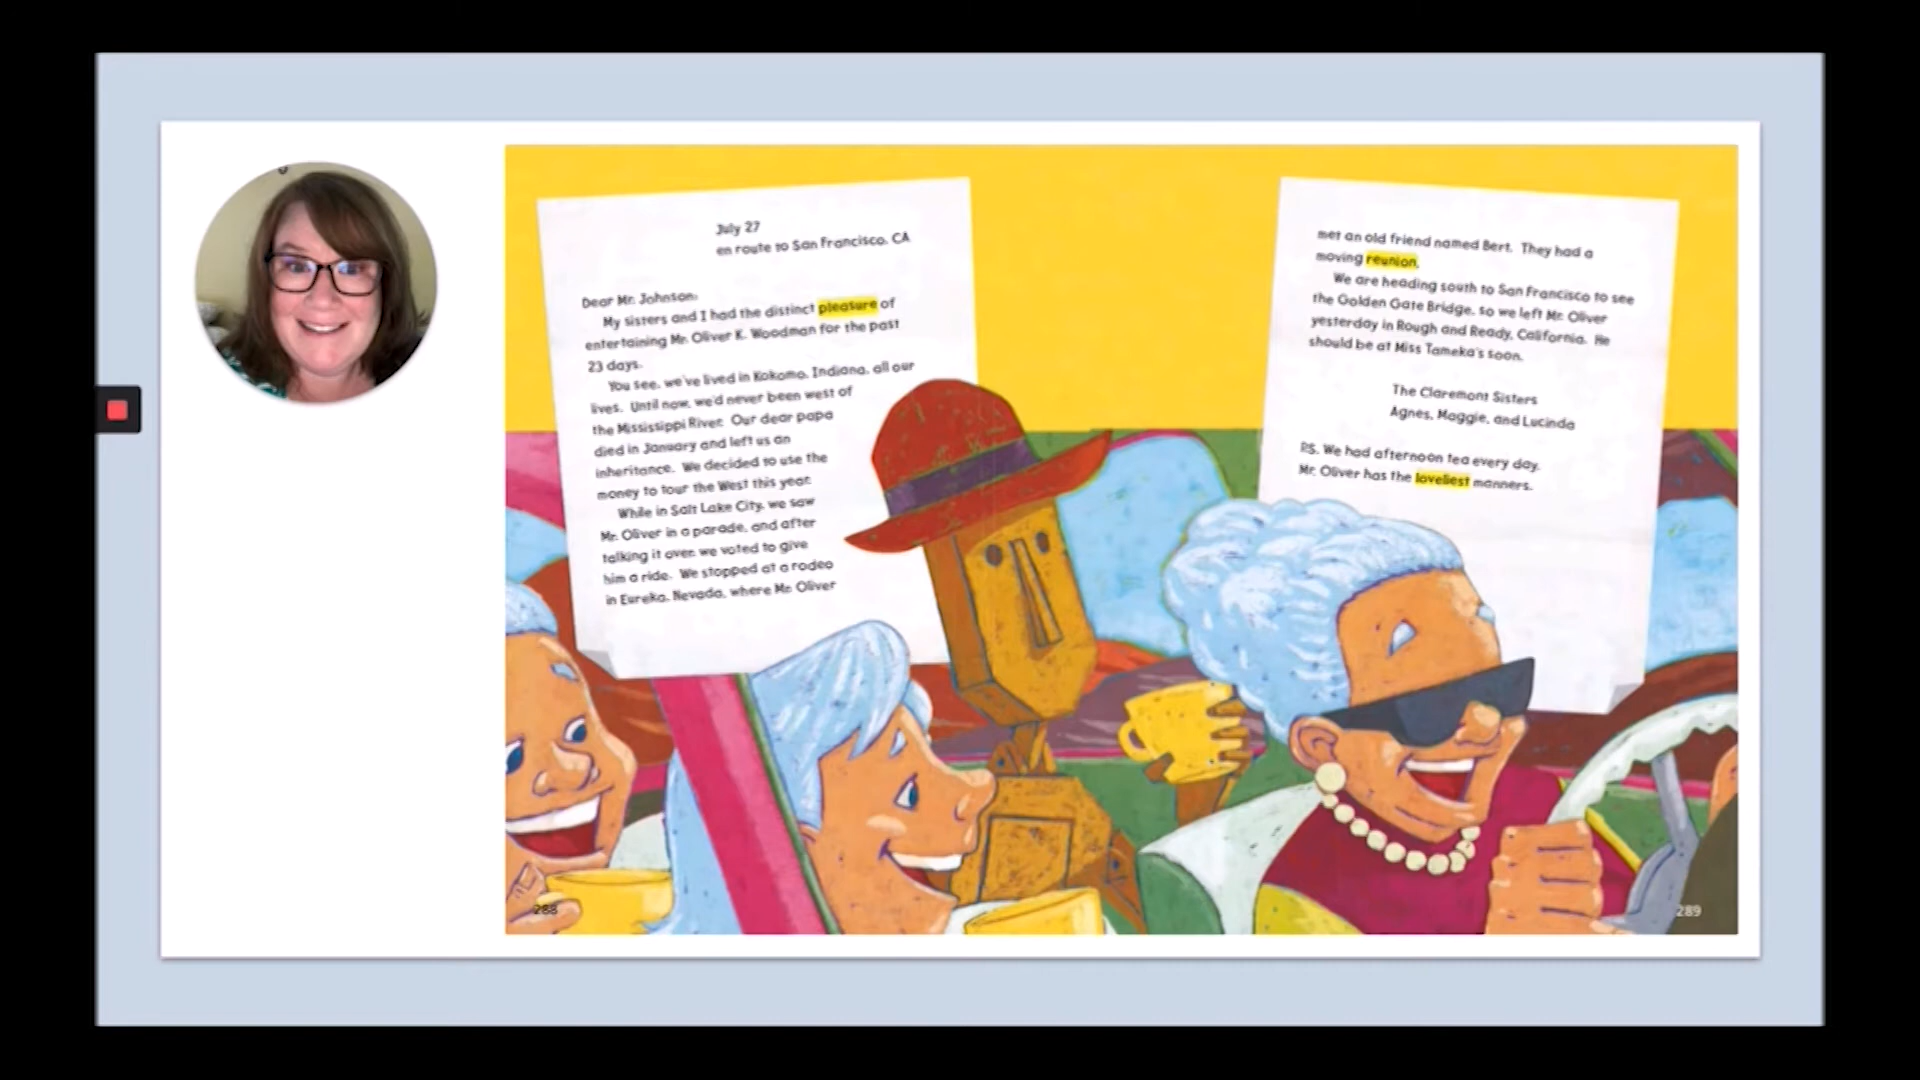 July 27
en route to San Francisco, CA
Dear Mr. Johnson:
My sisters and I had the distinct pleasure of
entertaining Mr. Oliver K. Woodman for the past
23 days.
You see, we've lived in Kokomo, Indiana, all our
lives. Until now, we'd never been west of
the Mississippi River. Our dear papa
died in January and left us an
inheritance. We decided to use the
money to tour the West this year.
While in Salt Lake City, we saw
Mr. Oliver in a parade, and after
talking it over, we voted to give
him a ride. We stopped at a rodeo
in Eureka, Nevada, where Mr. Oliver
288
met an old friend named Bert. They had a
moving reunion.
We are heading south to San Francisco to see
the Golden Gate Bridge, so we left Mr. Oliver
yesterday in Rough and Ready, California. He
should be at Miss Tameka's soon.
The Claremont Sisters
Agnes, Maggie, and Lucinda
P.S. We had afternoon tea every day.
Mr. Oliver has the loveliest manners.
289